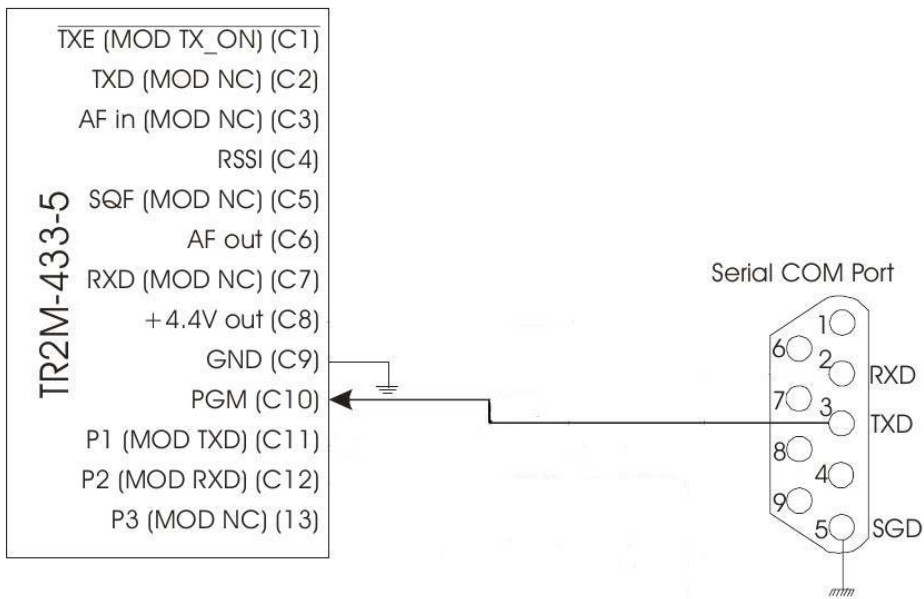 TR2M-433-5
TXE (MOD TX_ON) (C1)
TXD (MOD NC) (C2)
AF in (MOD NC) (C3)
RSSI (C4)
SQF (MOD NC) (C5)
AF out (C6)
RXD (MOD NC) (C7)
+4.4V out (C8)
GND (C9)
PGM (C10)
P1 (MOD TXD) (C11)
P2 (MOD RXD) (C12)
P3 (MOD NC) (13)
Serial COM Port
1
6
2
RXD
7
3
TXD
8
4
9
5
SGD